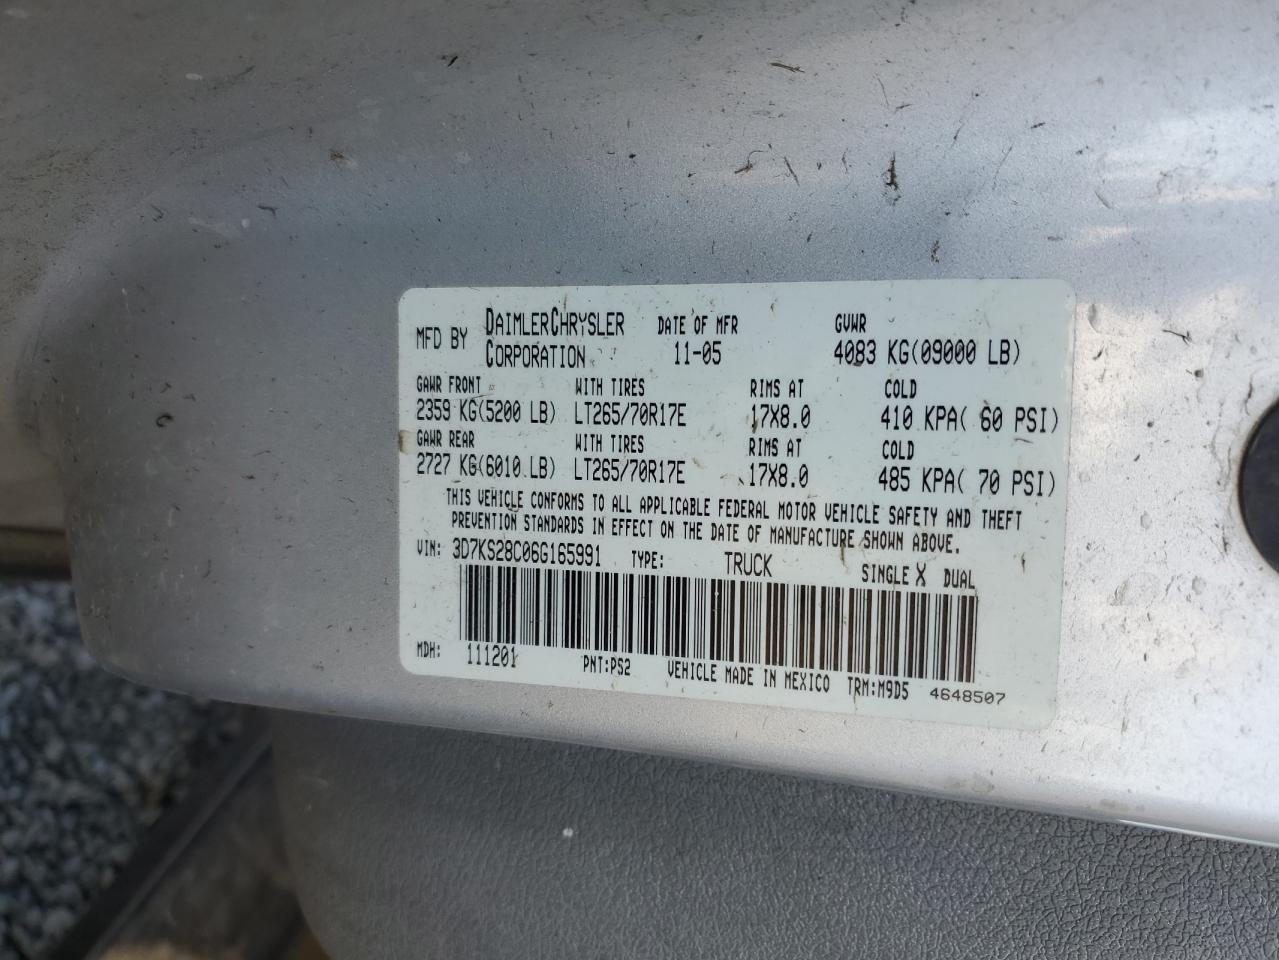 MFD BY DAIMLERCHRYSLER CORPORATION DATE OF MFR 11-05 GVWR 4083 KG(09000 LB)
GAWR FRONT WITH TIRES RIMS AT COLD
2359 KG(5200 LB) LT265/70R17E 17X8.0 410 KPA( 60 PSI)
GAWR REAR WITH TIRES RIMS AT COLD
2727 KG(6010 LB) LT265/70R17E 17X8.0 485 KPA( 70 PSI)
THIS VEHICLE CONFORMS TO ALL APPLICABLE FEDERAL MOTOR VEHICLE SAFETY AND THEFT
PREVENTION STANDARDS IN EFFECT ON THE DATE OF MANUFACTURE SHOWN ABOVE.
VIN: 3D7KS28C06G165991 TYPE: TRUCK SINGLE X DUAL
MDH: 111201 PNT:PS2 VEHICLE MADE IN MEXICO TRM:M9D5 4648507